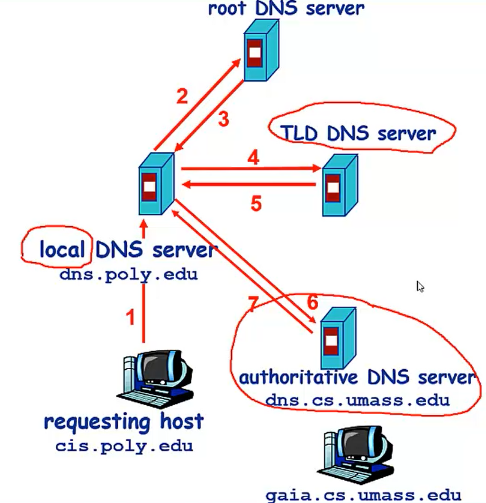 root DNS server
2
3
TLD DNS server
4
5
local DNS server
dns.poly.edu
7
6
1
authoritative DNS server
dns.cs.umass.edu
requesting host
cis.poly.edu
gaia.cs.umass.edu